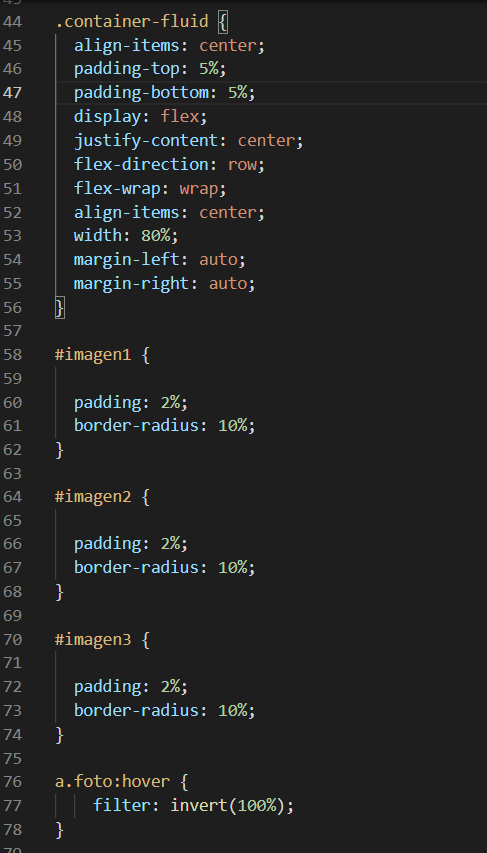 44 .container-fluid {
45 align-items: center;
46 padding-top: 5%;
47 padding-bottom: 5%;
48 display: flex;
49 justify-content: center;
50 flex-direction: row;
51 flex-wrap: wrap;
52 align-items: center;
53 width: 80%;
54 margin-left: auto;
55 margin-right: auto;
56 }
57
58 #imagen1 {
59
60 padding: 2%;
61 border-radius: 10%;
62 }
63
64 #imagen2 {
65
66 padding: 2%;
67 border-radius: 10%;
68 }
69
70 #imagen3 {
71
72 padding: 2%;
73 border-radius: 10%;
74 }
75
76 a.foto:hover {
77 filter: invert(100%);
78 }